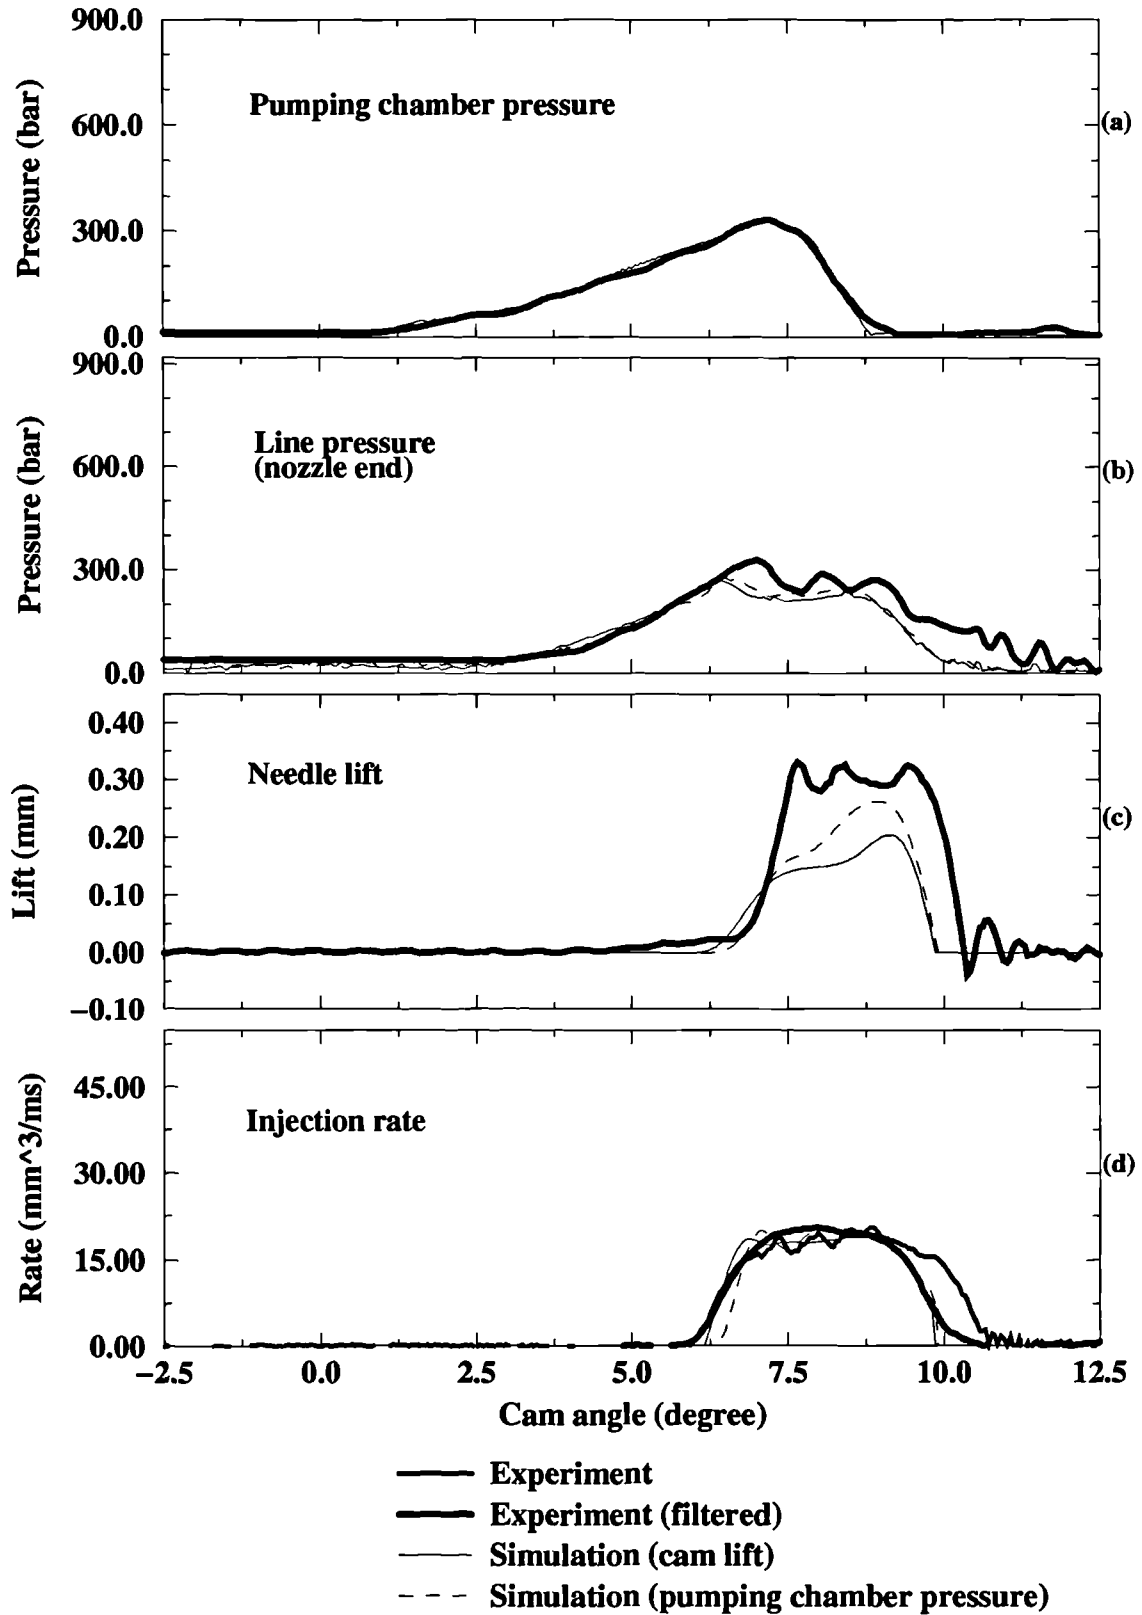 900.0
600.0
300.0
0.0
Pressure (bar)
Pumping chamber pressure
(a)
900.0
600.0
300.0
0.0
Pressure (bar)
Line pressure
(nozzle end)
(b)
0.40
0.30
0.20
0.10
0.00
−0.10
Lift (mm)
Needle lift
(c)
45.00
30.00
15.00
0.00
Rate (mm^3/ms)
Injection rate
(d)
−2.5 0.0 2.5 5.0 7.5 10.0 12.5
Cam angle (degree)
Experiment
Experiment (filtered)
Simulation (cam lift)
Simulation (pumping chamber pressure)